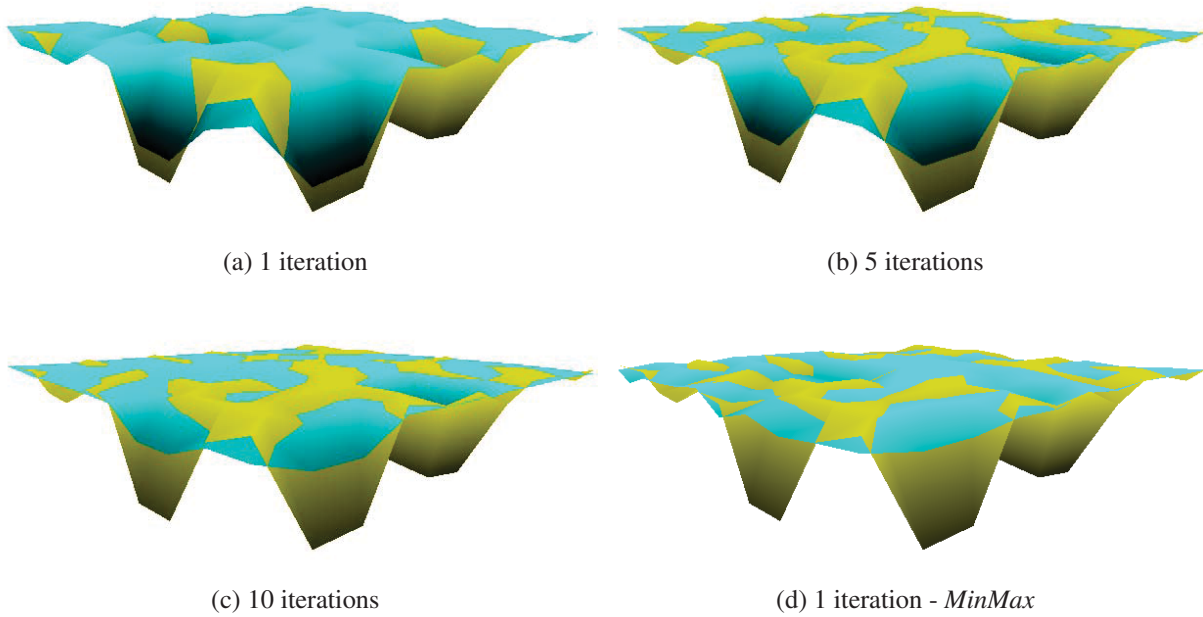 (a) 1 iteration
(b) 5 iterations
(c) 10 iterations
(d) 1 iteration - MinMax